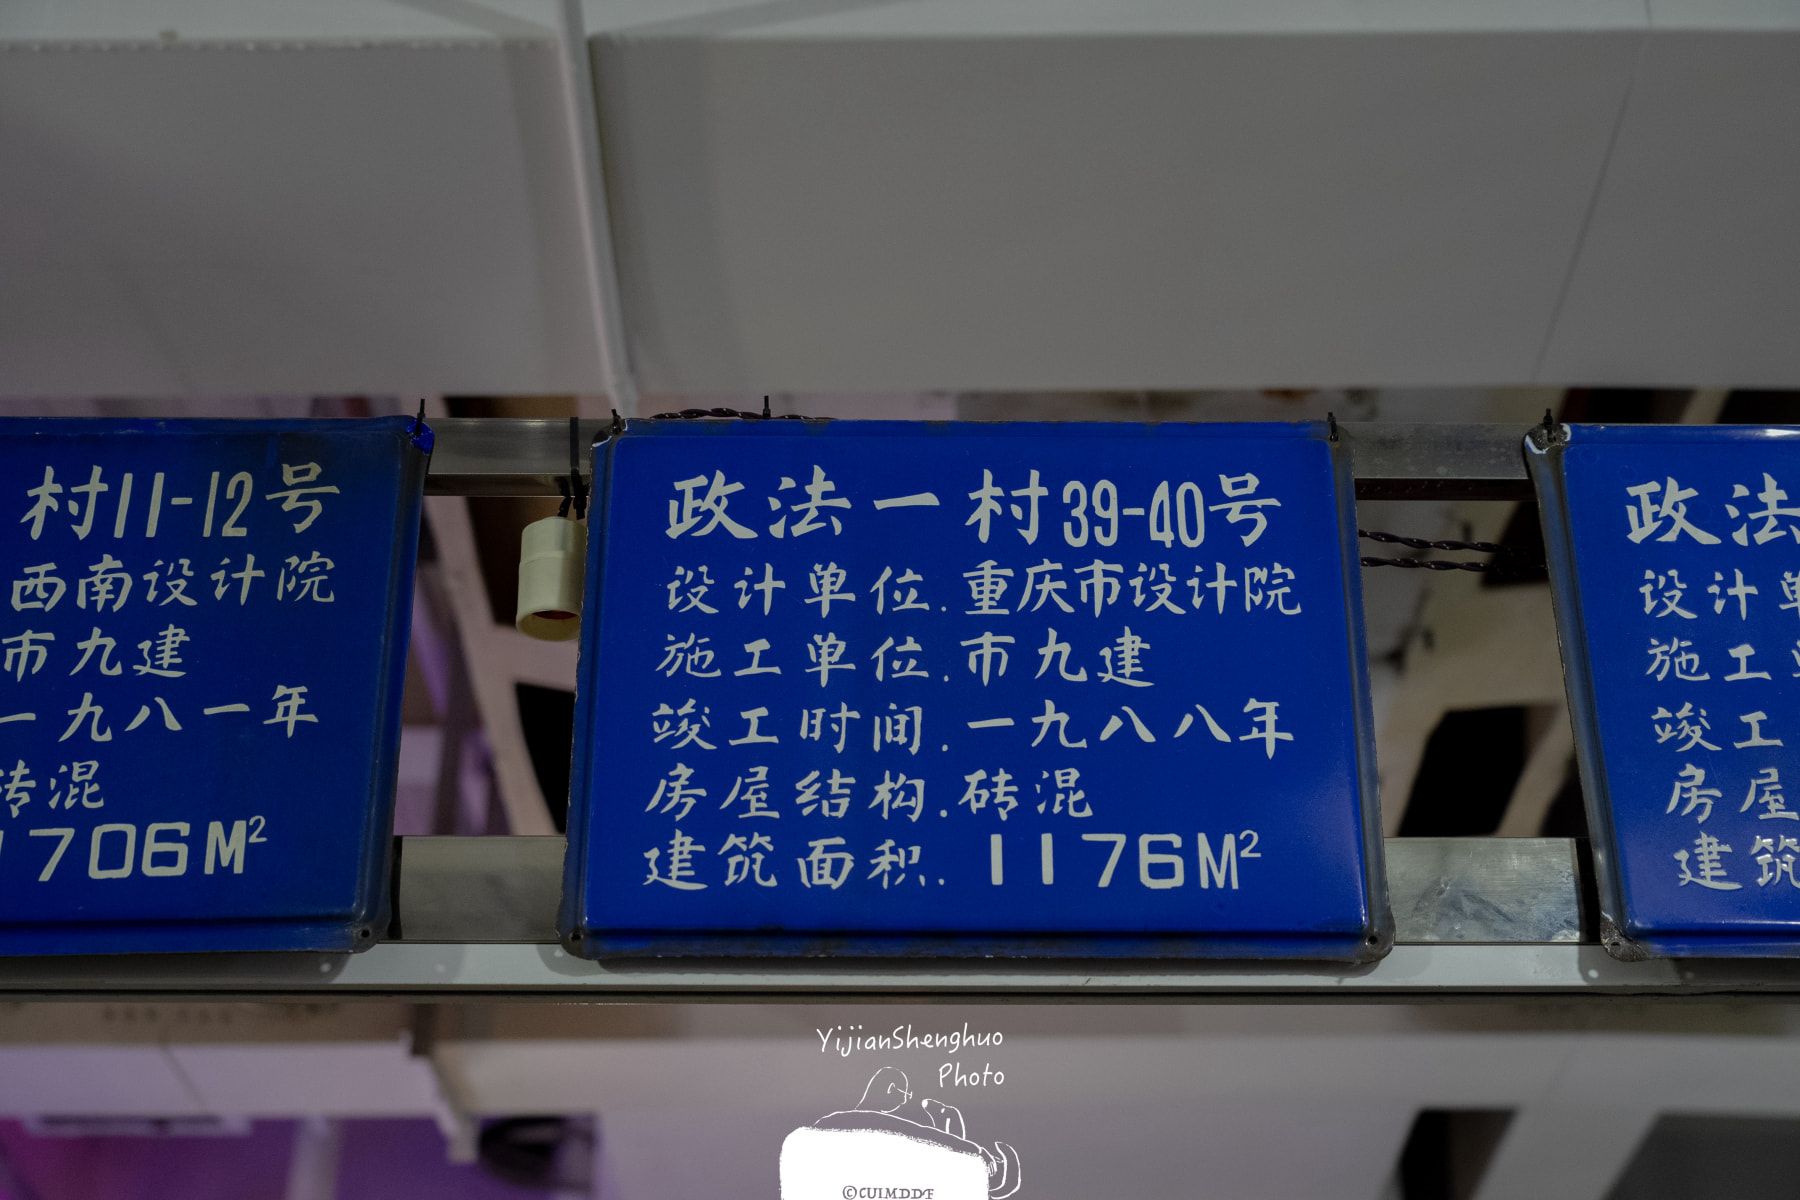 村11-12号
西南设计院
市九建
一九八一年
砖混
1706M²
政法一村39-40号
设计单位.重庆市设计院
施工单位.市九建
竣工时间.一九八八年
房屋结构.砖混
建筑面积.1176M²
政法
设计单
施工单
竣工
房屋
建筑
YijianShenghuo
Photo
©CUIMDDF